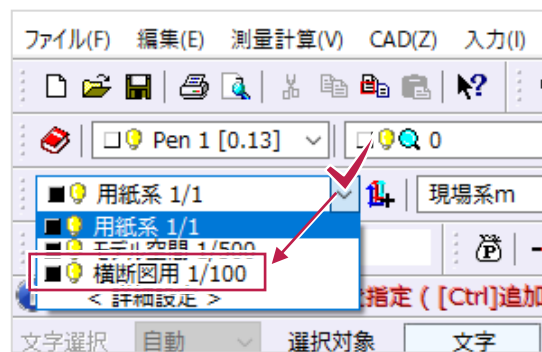 ファイル(F) 編集(E) 測量計算(V) CAD(Z) 入力(I)
Pen 1 [0.13] 0
用紙系 1/1 現場系m
用紙系 1/1
モデル空間 1/500
横断図用 1/100
< 詳細設定 > 指定 ( [Ctrl]追加
文字選択 自動 選択対象 文字